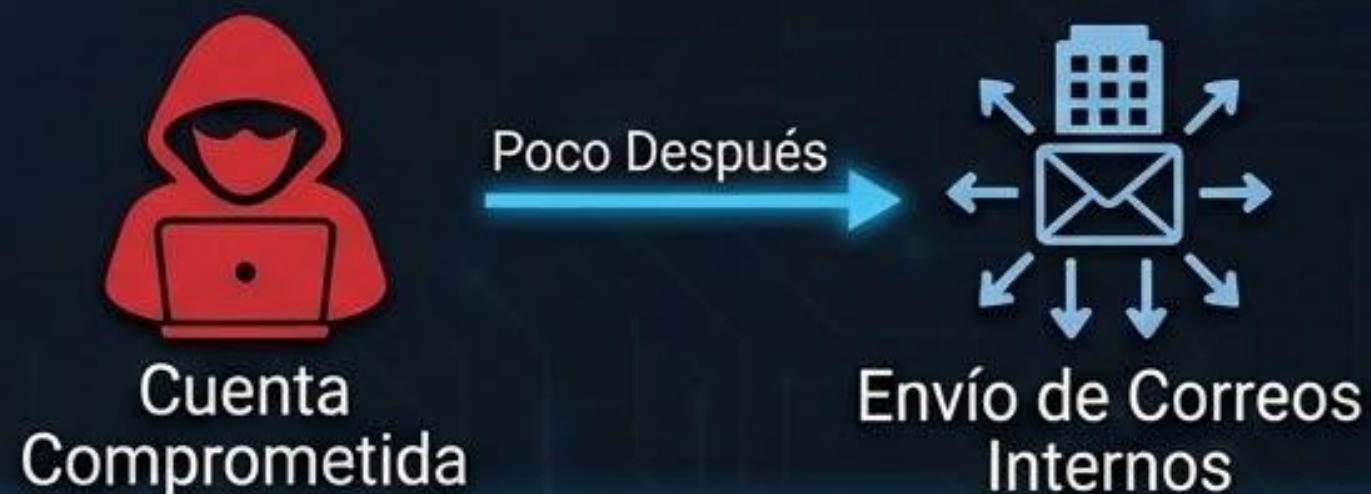 Poco Después
Cuenta
Comprometida
Envío de Correos
Internos